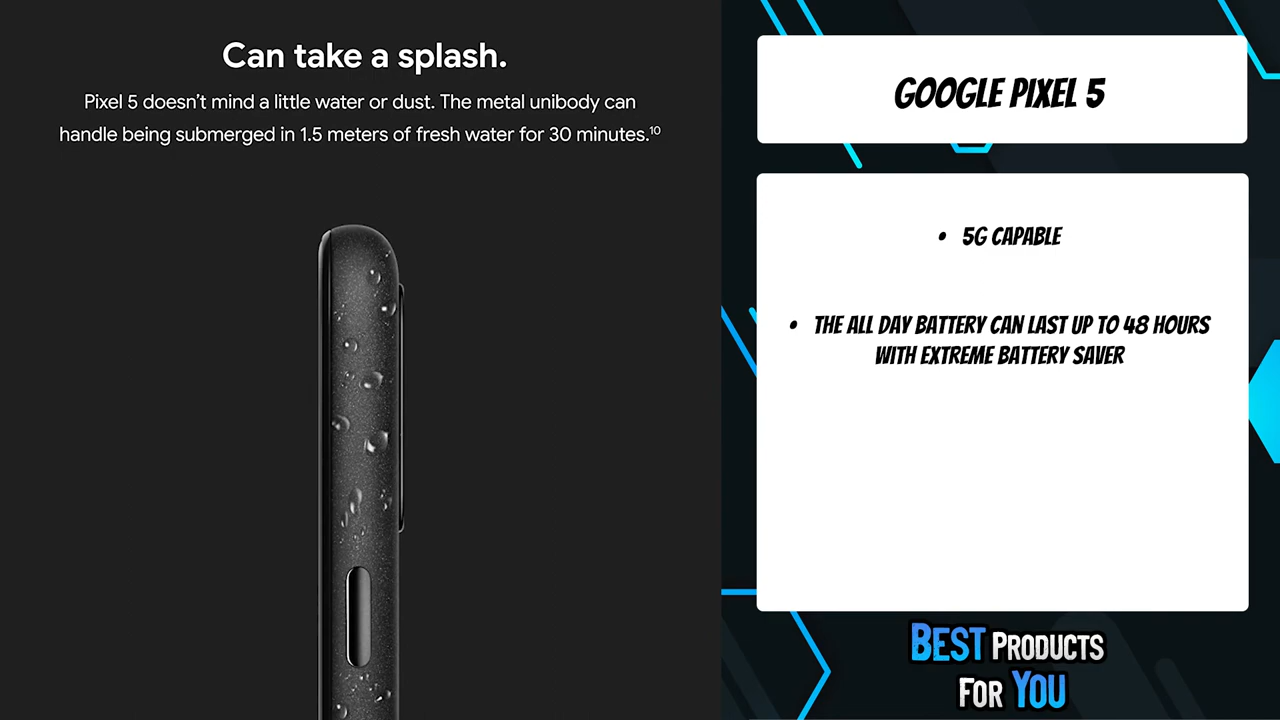 Can take a splash.
Pixel 5 doesn’t mind a little water or dust. The metal unibody can
handle being submerged in 1.5 meters of fresh water for 30 minutes.¹⁰
GOOGLE PIXEL 5
• 5G CAPABLE
• THE ALL DAY BATTERY CAN LAST UP TO 48 HOURS
WITH EXTREME BATTERY SAVER
BEST PRODUCTS
FOR YOU